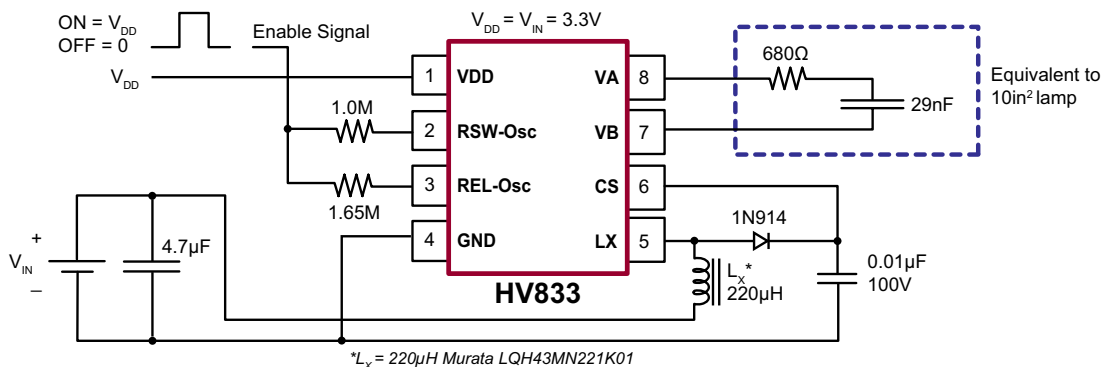 ON = VDD
OFF = 0
Enable Signal
VDD = VIN = 3.3V
VDD
1 VDD
VA 8
680Ω
29nF
Equivalent to
10in² lamp
1.0M
2 RSW-Osc
VB 7
1.65M
3 REL-Osc
CS 6
1N914
4 GND
LX 5
+
VIN
–
4.7µF
LX*
220µH
0.01µF
100V
HV833
*LX = 220µH Murata LQH43MN221K01